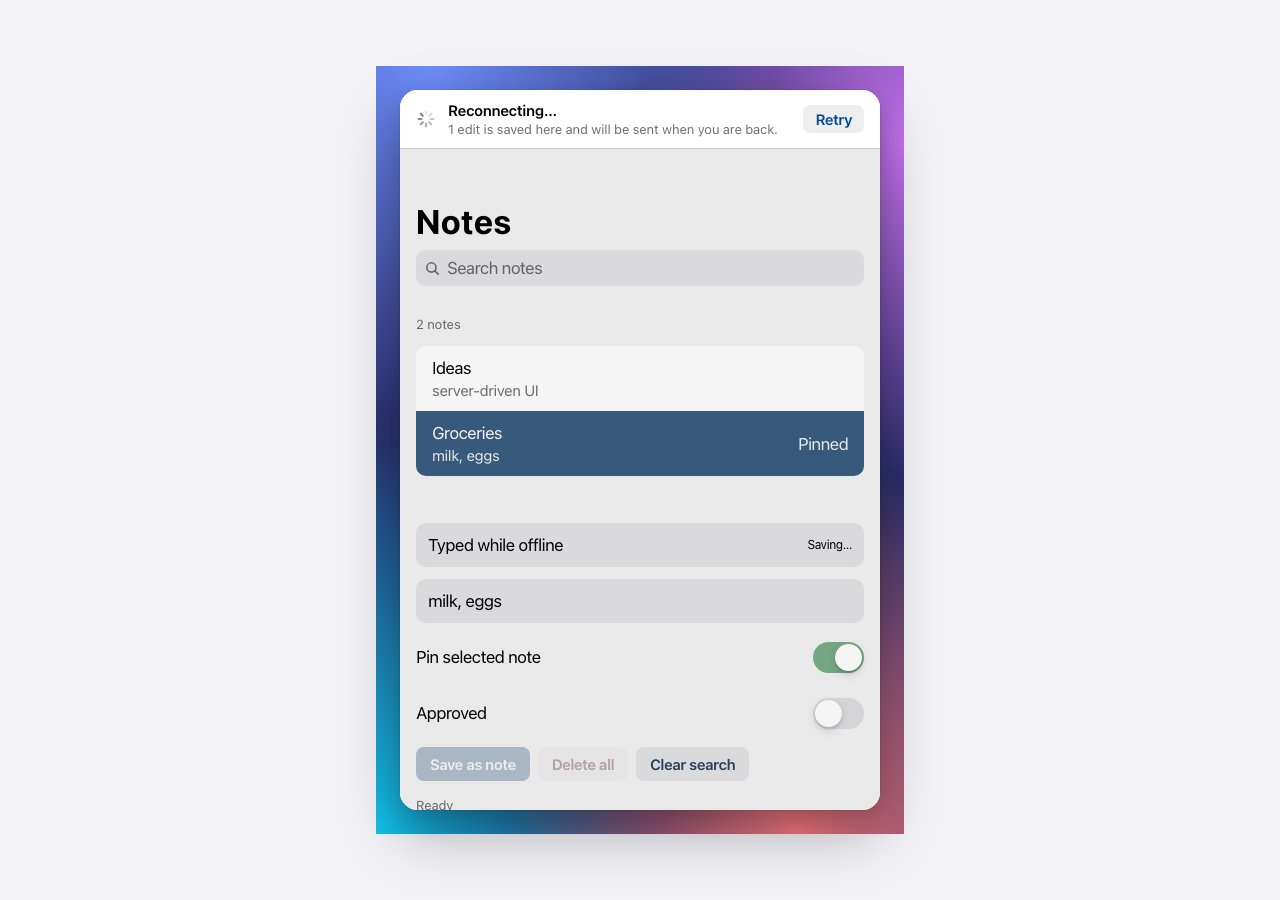 Reconnecting...
1 edit is saved here and will be sent when you are back.
Retry
Notes
Search notes
2 notes
Ideas
server-driven UI
Groceries
milk, eggs
Pinned
Typed while offline
Saving...
milk, eggs
Pin selected note
Approved
Save as note
Delete all
Clear search
Ready